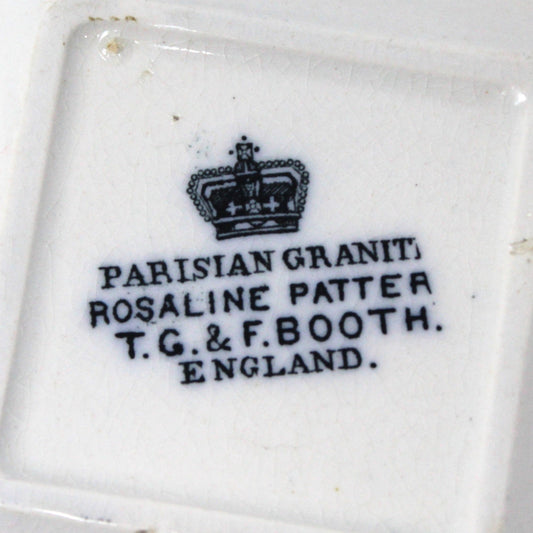 PARISIAN GRANIT
ROSALINE PATTER
T.G. & F. BOOTH.
ENGLAND.